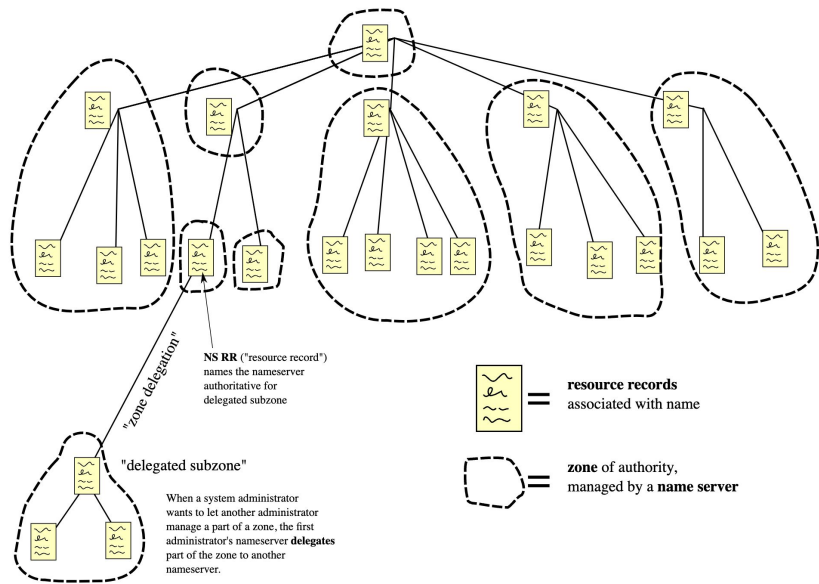 "zone delegation"
NS RR ("resource record")
names the nameserver
authoritative for
delegated subzone
resource records
associated with name
"delegated subzone"
zone of authority,
managed by a name server
When a system administrator
wants to let another administrator
manage a part of a zone, the first
administrator's nameserver delegates
part of the zone to another
nameserver.